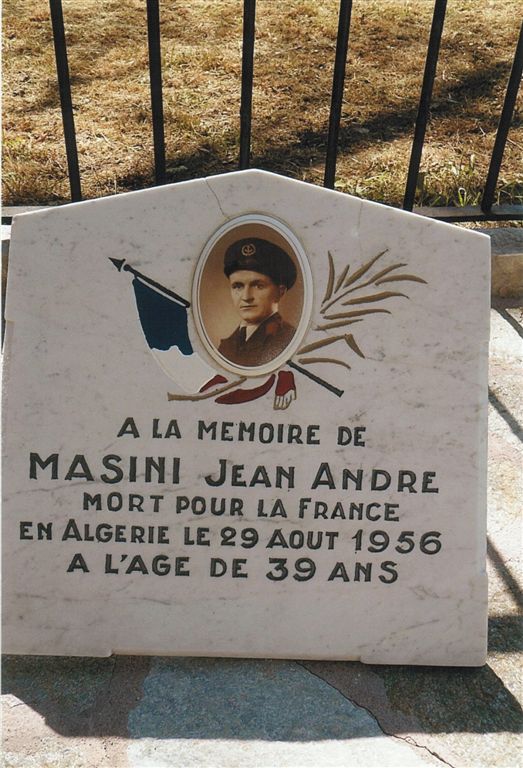 A LA MEMOIRE DE
MASINI JEAN ANDRE
MORT POUR LA FRANCE
EN ALGERIE LE 29 AOUT 1956
A L'AGE DE 39 ANS